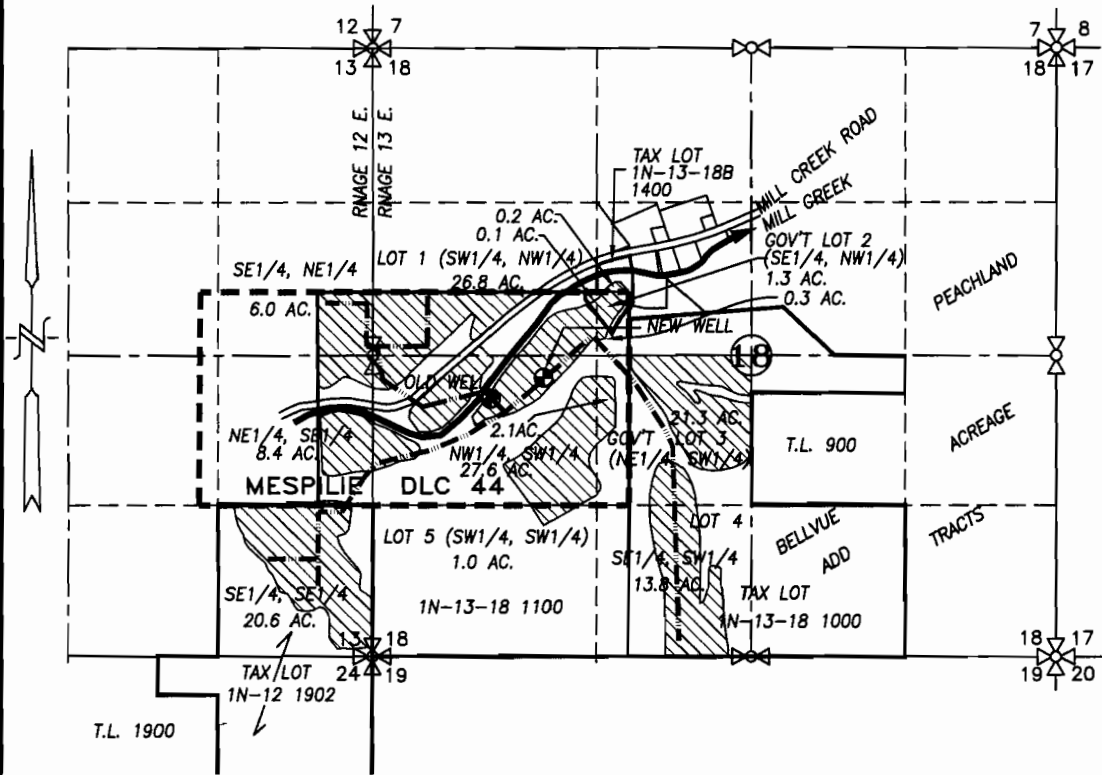 12 7
13 18
7 8
18 17
RNAGE 12 E.
RNAGE 13 E.
TAX LOT
1N-13-18B
1400
MILL CREEK ROAD
MILL GREEK
0.2 AC.
0.1 AC.
GOV'T LOT 2
(SE1/4, NW1/4)
1.3 AC.
0.3 AC.
PEACHLAND
SE1/4, NE1/4
6.0 AC.
LOT 1 (SW1/4, NW1/4)
26.8 AC.
NEW WELL
18
OLD WELL
2.1AC.
21.3 AC.
GOV'T LOT 3
(NE1/4, SW1/4)
T.L. 900
ACREAGE
NE1/4, SE1/4
8.4 AC.
NW1/4, SW1/4
27.6 AC.
MESPILIE DLC 44
LOT 5 (SW1/4, SW1/4)
1.0 AC.
LOT 4
SE1/4, SW1/4
13.8 AC.
BELLVUE
ADD
TRACTS
SE1/4, SE1/4
20.6 AC.
1N-13-18 1100
TAX LOT
1N-13-18 1000
13 18
24 19
18 17
19 20
TAX LOT
1N-12 1902
T.L. 1900
N